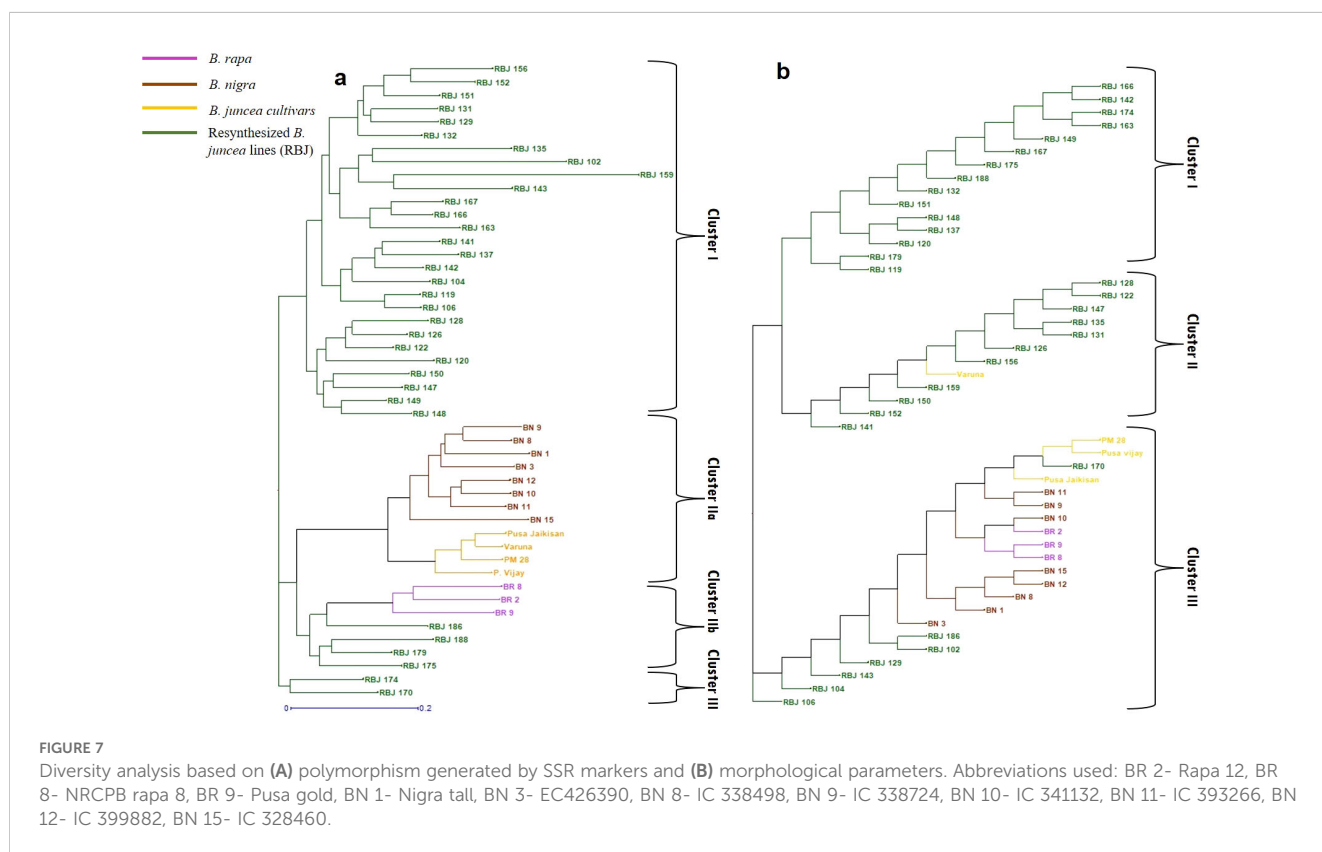 B. rapa
B. nigra
B. juncea cultivars
Resynthesized B.
juncea lines (RBJ)
a
RBJ 156
RBJ 152
RBJ 151
RBJ 131
RBJ 129
RBJ 132
RBJ 135
RBJ 102
RBJ 159
RBJ 143
RBJ 167
RBJ 166
RBJ 163
RBJ 141
RBJ 137
RBJ 142
RBJ 104
RBJ 119
RBJ 106
RBJ 128
RBJ 126
RBJ 122
RBJ 120
RBJ 150
RBJ 147
RBJ 149
RBJ 148
BN 9
BN 8
BN 1
BN 3
BN 12
BN 10
BN 11
BN 15
Pusa Jaikisan
Varuna
PM 28
P. Vijay
BR 8
BR 2
BR 9
RBJ 186
RBJ 188
RBJ 179
RBJ 175
RBJ 174
RBJ 170
0 0.2
Cluster I
Cluster IIa
Cluster IIb
Cluster III
b
RBJ 166
RBJ 142
RBJ 174
RBJ 163
RBJ 149
RBJ 167
RBJ 175
RBJ 188
RBJ 132
RBJ 151
RBJ 148
RBJ 137
RBJ 120
RBJ 179
RBJ 119
RBJ 128
RBJ 122
RBJ 147
RBJ 135
RBJ 131
RBJ 126
RBJ 156
Varuna
RBJ 159
RBJ 150
RBJ 152
RBJ 141
PM 28
Pusa vijay
RBJ 170
Pusa Jaikisan
BN 11
BN 9
BN 10
BR 2
BR 9
BR 8
BN 15
BN 12
BN 8
BN 1
BN 3
RBJ 186
RBJ 102
RBJ 129
RBJ 143
RBJ 104
RBJ 106
Cluster I
Cluster II
Cluster III
FIGURE 7
Diversity analysis based on (A) polymorphism generated by SSR markers and (B) morphological parameters. Abbreviations used: BR 2- Rapa 12, BR
8- NRCPB rapa 8, BR 9- Pusa gold, BN 1- Nigra tall, BN 3- EC426390, BN 8- IC 338498, BN 9- IC 338724, BN 10- IC 341132, BN 11- IC 393266, BN
12- IC 399882, BN 15- IC 328460.